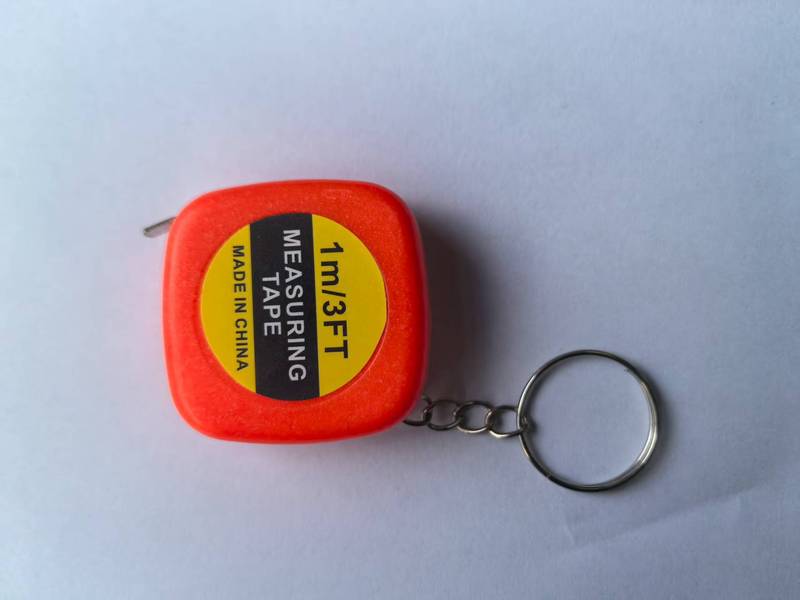 1m/3FT
MEASURING
TAPE
MADE IN CHINA